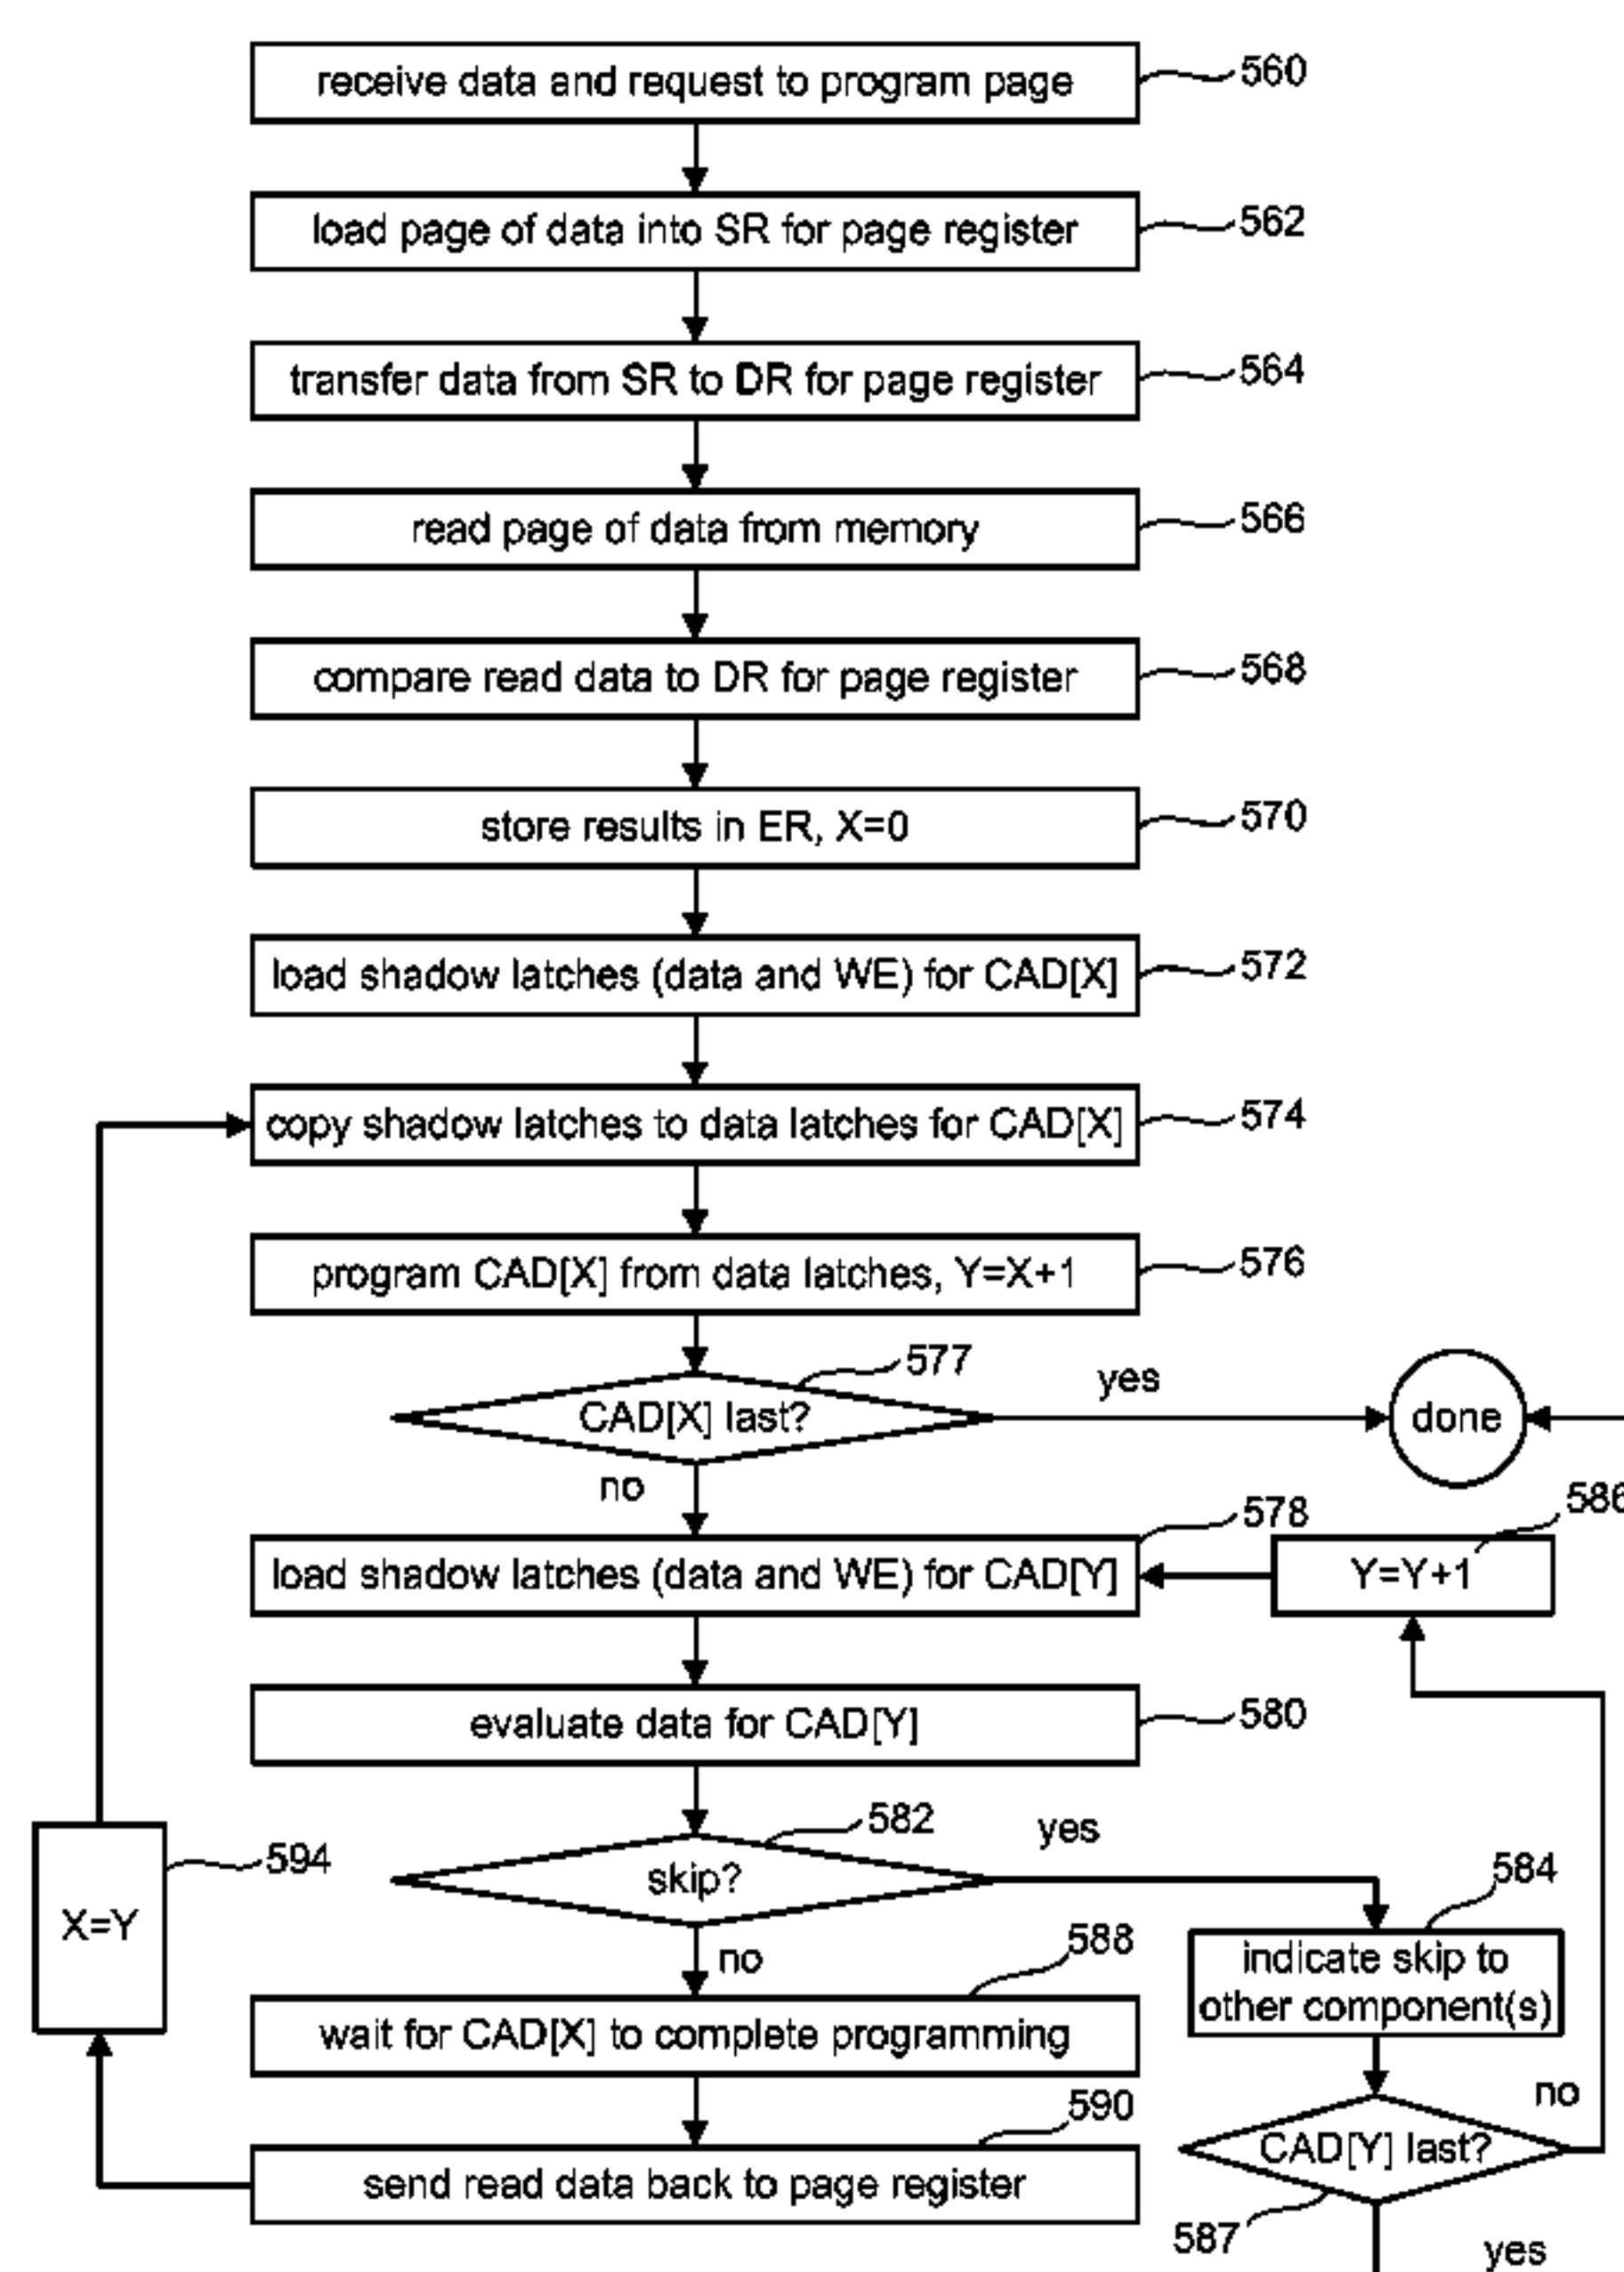 receive data and request to program page
560
load page of data into SR for page register
562
transfer data from SR to DR for page register
564
read page of data from memory
566
compare read data to DR for page register
568
store results in ER, X=0
570
load shadow latches (data and WE) for CAD[X]
572
copy shadow latches to data latches for CAD[X]
574
program CAD[X] from data latches, Y=X+1
576
577
yes
CAD[X] last?
done
no
578
586
load shadow latches (data and WE) for CAD[Y]
Y=Y+1
evaluate data for CAD[Y]
580
582
yes
skip?
594
584
X=Y
no
588
indicate skip to
other component(s)
wait for CAD[X] to complete programming
590
no
CAD[Y] last?
send read data back to page register
587
yes